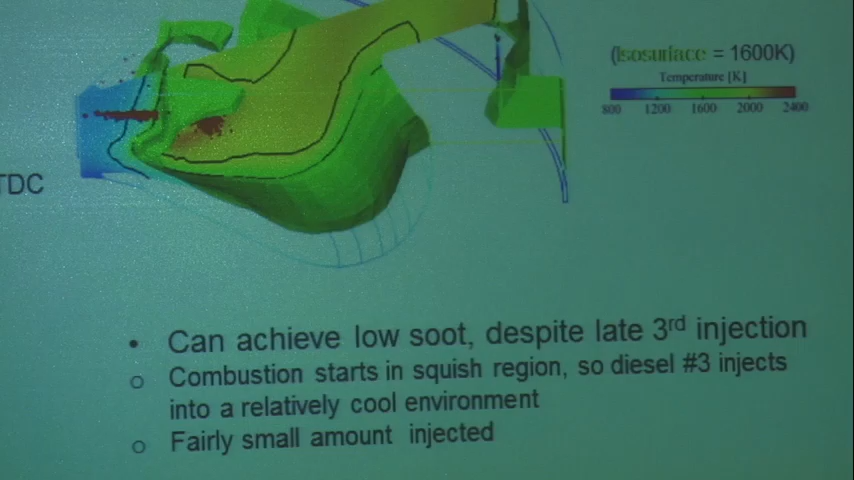 (Isosurface = 1600K)
Temperature [K]
800 1200 1600 2000 2400
TDC
• Can achieve low soot, despite late 3rd injection
o Combustion starts in squish region, so diesel #3 injects
into a relatively cool environment
o Fairly small amount injected